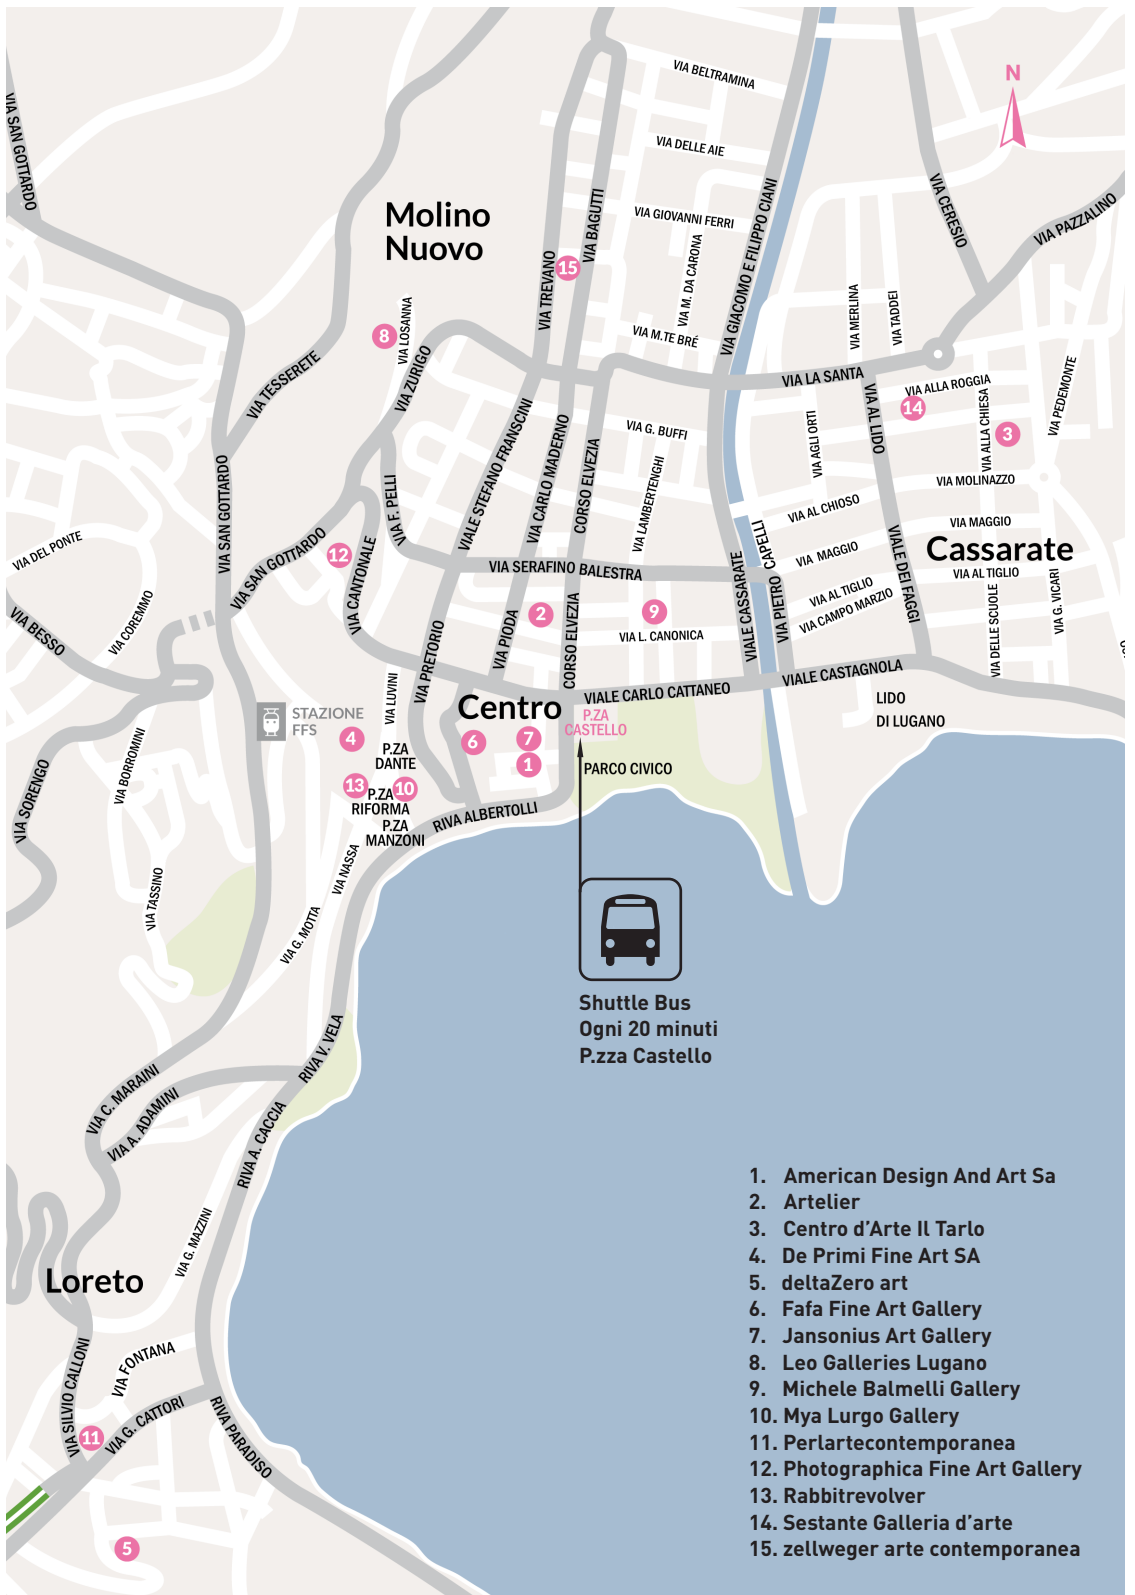 VIA SAN GOTTARDO
VIA BELTRAMINA
N
VIA DELLE AIE
VIA CERESIO
VIA PAZZALINO
Molino
Nuovo
VIA BAGUTTI
VIA GIOVANNI FERRI
VIA GIACOMO E FILIPPO CIANI
VIA M. DA CARONA
VIA TREVANO
15
8
VIA LOSANNA
VIA M.TE BRÉ
VIA MERLINA
VIA TADDEI
VIA TESSERETE
VIA ZURIGO
VIA LA SANTA
VIA ALLA ROGGIA
14
VIA PEDEMONTE
VIA ALLA CHIESA
3
VIA AL LIDO
VIA AGLI ORTI
VIA G. BUFFI
VIALE STEFANO FRANSCINI
VIA CARLO MADERNO
CORSO ELVEZIA
VIA LAMBERTENGHI
VIA SAN GOTTARDO
VIA F. PELLI
VIA MOLINAZZO
VIA AL CHIOSO
VIA MAGGIO
Cassarate
VIA DEL PONTE
VIA SAN GOTTARDO
12
VIA CANTONALE
VIA SERAFINO BALESTRA
VIALE CASSARATE
VIA PIETRO CAPELLI
VIA MAGGIO
VIALE DEI FAGGI
VIA AL TIGLIO
VIA AL TIGLIO
VIA CAMPO MARZIO
VIA DELLE SCUOLE
VIA G. VICARI
VIA BESSO
VIA COREMMO
2
9
VIA L. CANONICA
VIA PIODA
CORSO ELVEZIA
VIA PRETORIO
VIALE CASTAGNOLA
VIALE CARLO CATTANEO
LIDO
DI LUGANO
VIA LUVINI
Centro
P.ZA
CASTELLO
STAZIONE
FFS
4
6
7
1
P.ZA
DANTE
PARCO CIVICO
13
P.ZA
RIFORMA
10
P.ZA
MANZONI
RIVA ALBERTOLLI
VIA BORROMINI
VIA SORENGO
VIA NASSA
VIA TASSINO
VIA G. MOTTA
Shuttle Bus
Ogni 20 minuti
P.zza Castello
RIVA V. VELA
VIA C. MARAINI
VIA A. ADAMINI
RIVA A. CACCIA
VIA G. MAZZINI
Loreto
VIA FONTANA
VIA SILVIO CALLONI
11
VIA G. CATTORI
RIVA PARADISO
5
1. American Design And Art Sa
2. Artelier
3. Centro d'Arte Il Tarlo
4. De Primi Fine Art SA
5. deltaZero art
6. Fafa Fine Art Gallery
7. Jansonius Art Gallery
8. Leo Galleries Lugano
9. Michele Balmelli Gallery
10. Mya Lurgo Gallery
11. Perlartecontemporanea
12. Photographica Fine Art Gallery
13. Rabbitrevolver
14. Sestante Galleria d'arte
15. zellweger arte contemporanea